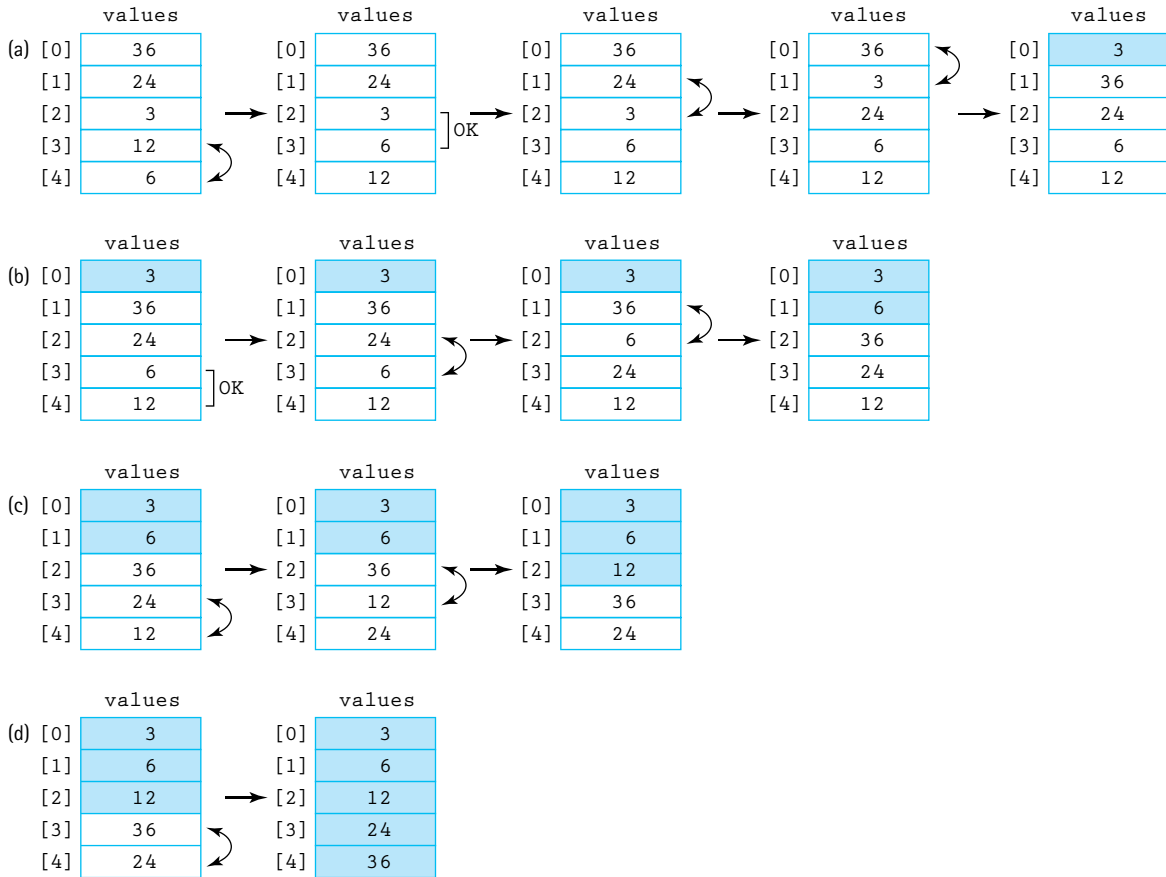 values values values values values
(a) [0] 36 [0] 36 [0] 36 [0] 36 [0] 3
[1] 24 [1] 24 [1] 24 [1] 3 [1] 36
[2] 3 [2] 3 [2] 3 [2] 24 [2] 24
[3] 12 [3] 6 OK [3] 6 [3] 6 [3] 6
[4] 6 [4] 12 [4] 12 [4] 12 [4] 12
values values values values
(b) [0] 3 [0] 3 [0] 3 [0] 3
[1] 36 [1] 36 [1] 36 [1] 6
[2] 24 [2] 24 [2] 6 [2] 36
[3] 6 OK [3] 6 [3] 24 [3] 24
[4] 12 [4] 12 [4] 12 [4] 12
values values values
(c) [0] 3 [0] 3 [0] 3
[1] 6 [1] 6 [1] 6
[2] 36 [2] 36 [2] 12
[3] 24 [3] 12 [3] 36
[4] 12 [4] 24 [4] 24
values values
(d) [0] 3 [0] 3
[1] 6 [1] 6
[2] 12 [2] 12
[3] 36 [3] 24
[4] 24 [4] 36